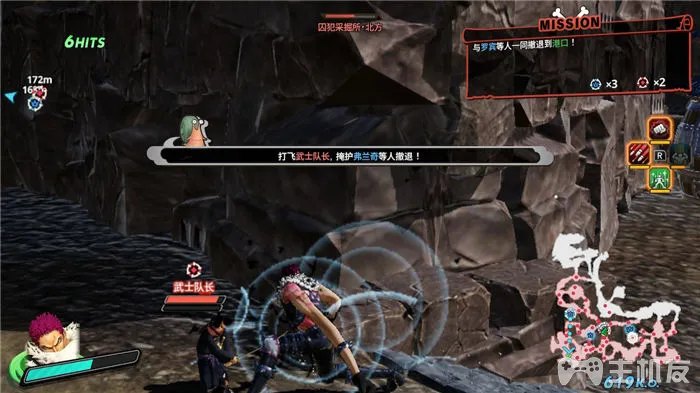 囚犯采掘所·北方
MISSION
6HITS
与罗宾等人一同撤退到港口！
172m
×3
×2
打飞武士队长, 掩护弗兰奇等人撤退！
R
武士队长
手机友
619K.O.